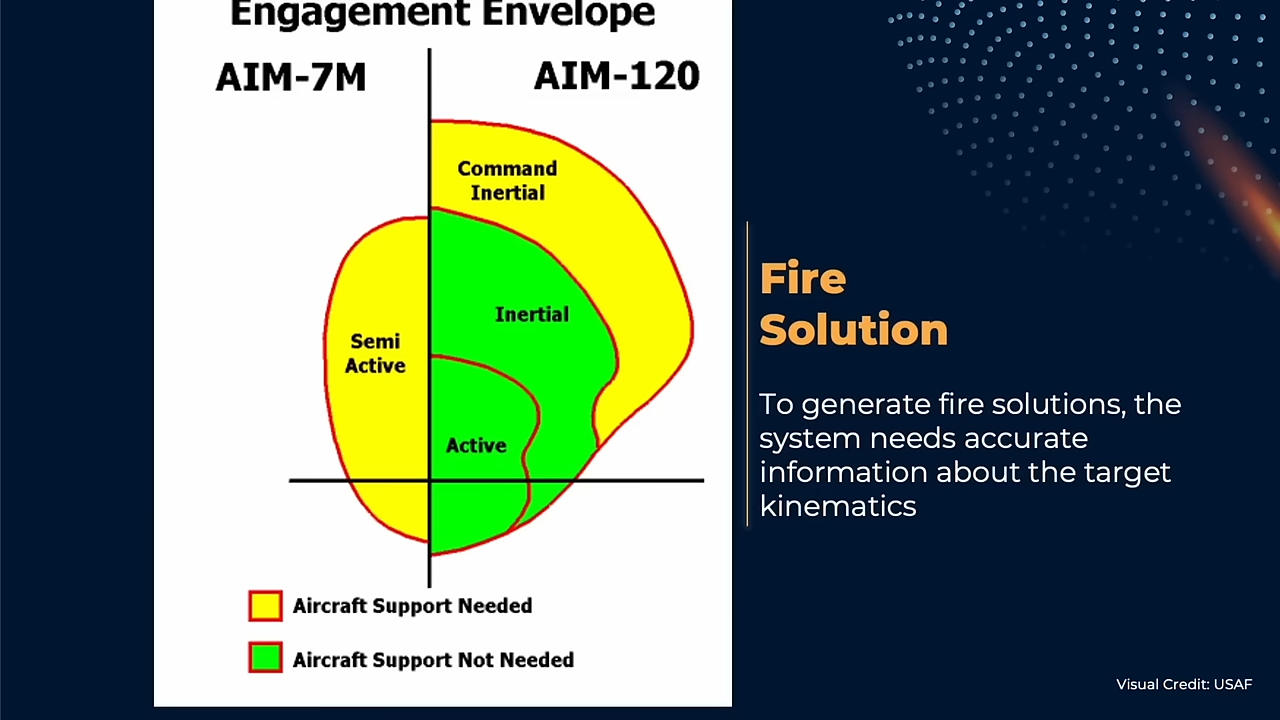 Engagement Envelope
AIM-7M
AIM-120
Command
Inertial
Inertial
Semi
Active
Active
Aircraft Support Needed
Aircraft Support Not Needed
Fire
Solution
To generate fire solutions, the
system needs accurate
information about the target
kinematics
Visual Credit: USAF